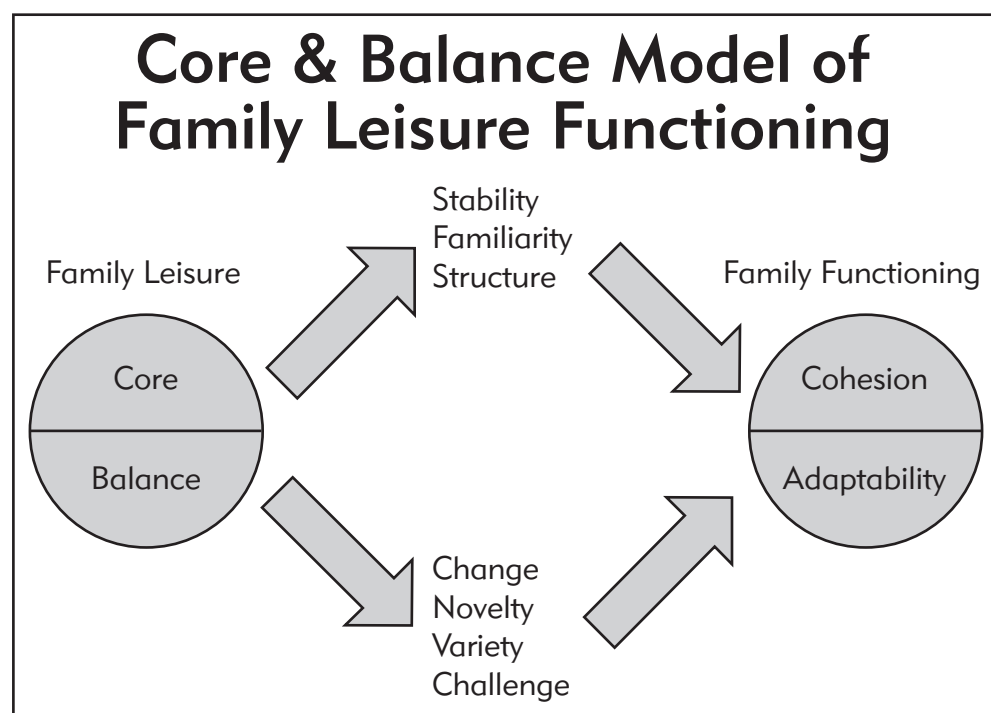 Core & Balance Model of
Family Leisure Functioning
Family Leisure
Core
Balance
Stability
Familiarity
Structure
Change
Novelty
Variety
Challenge
Family Functioning
Cohesion
Adaptability